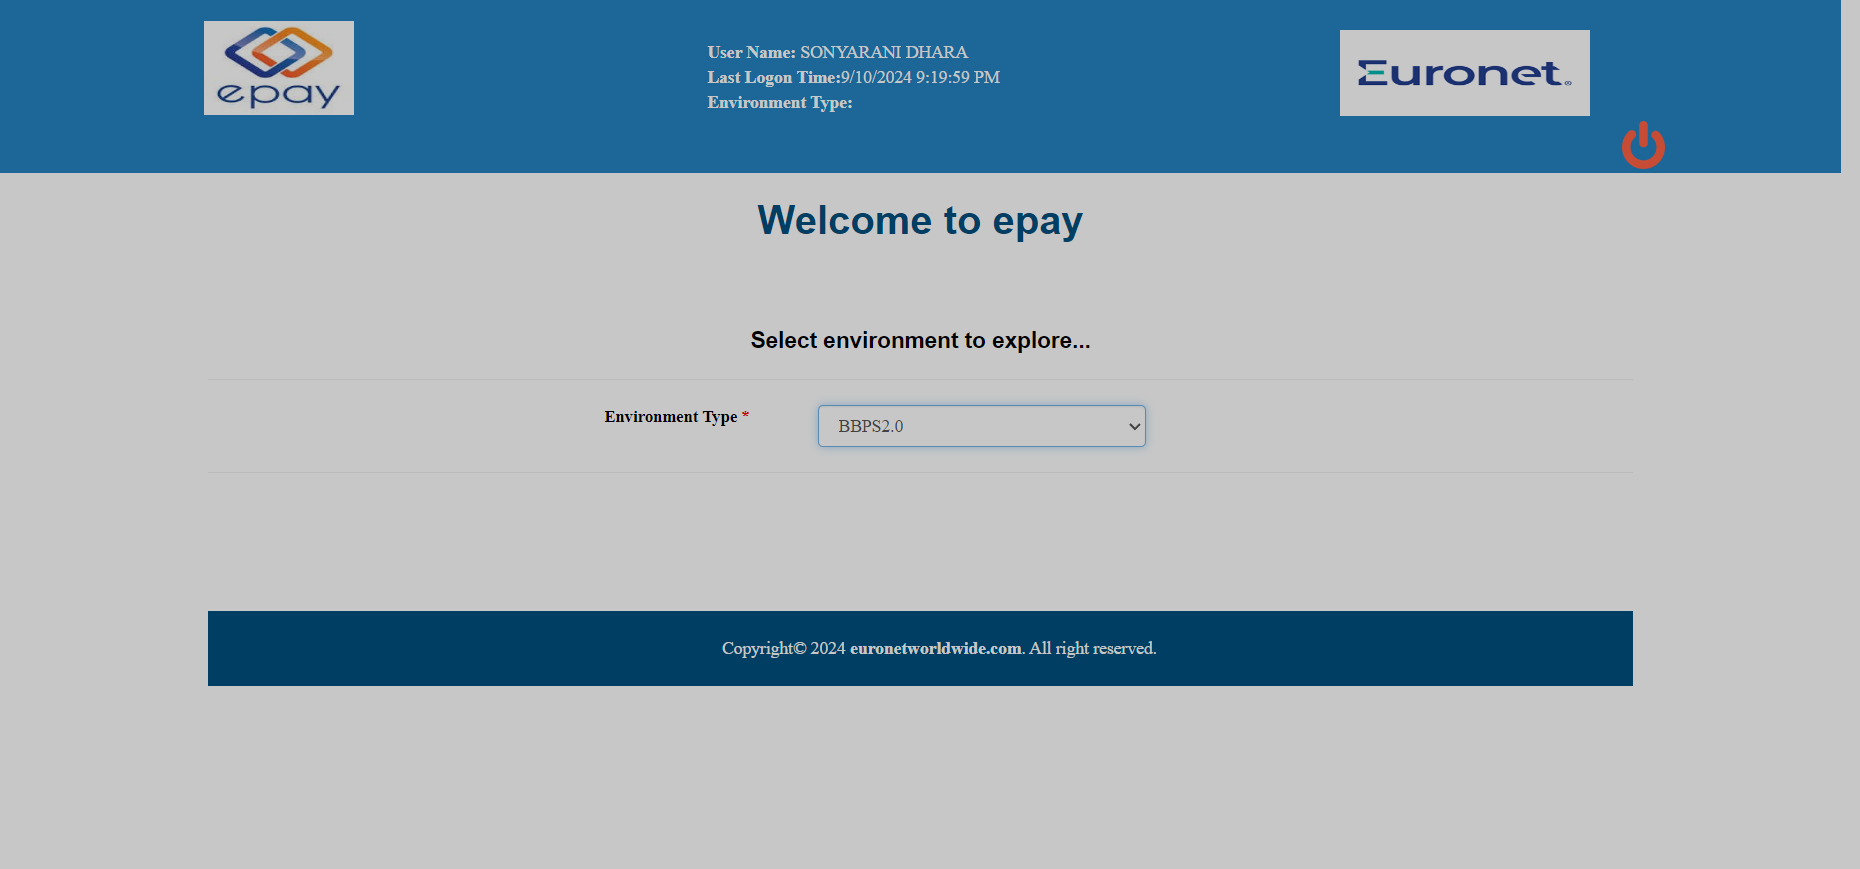 epay
User Name: SONYARANI DHARA
Last Logon Time:9/10/2024 9:19:59 PM
Environment Type:
Euronet®
Welcome to epay
Select environment to explore...
Environment Type *
BBPS2.0
Copyright© 2024 euronetworldwide.com. All right reserved.